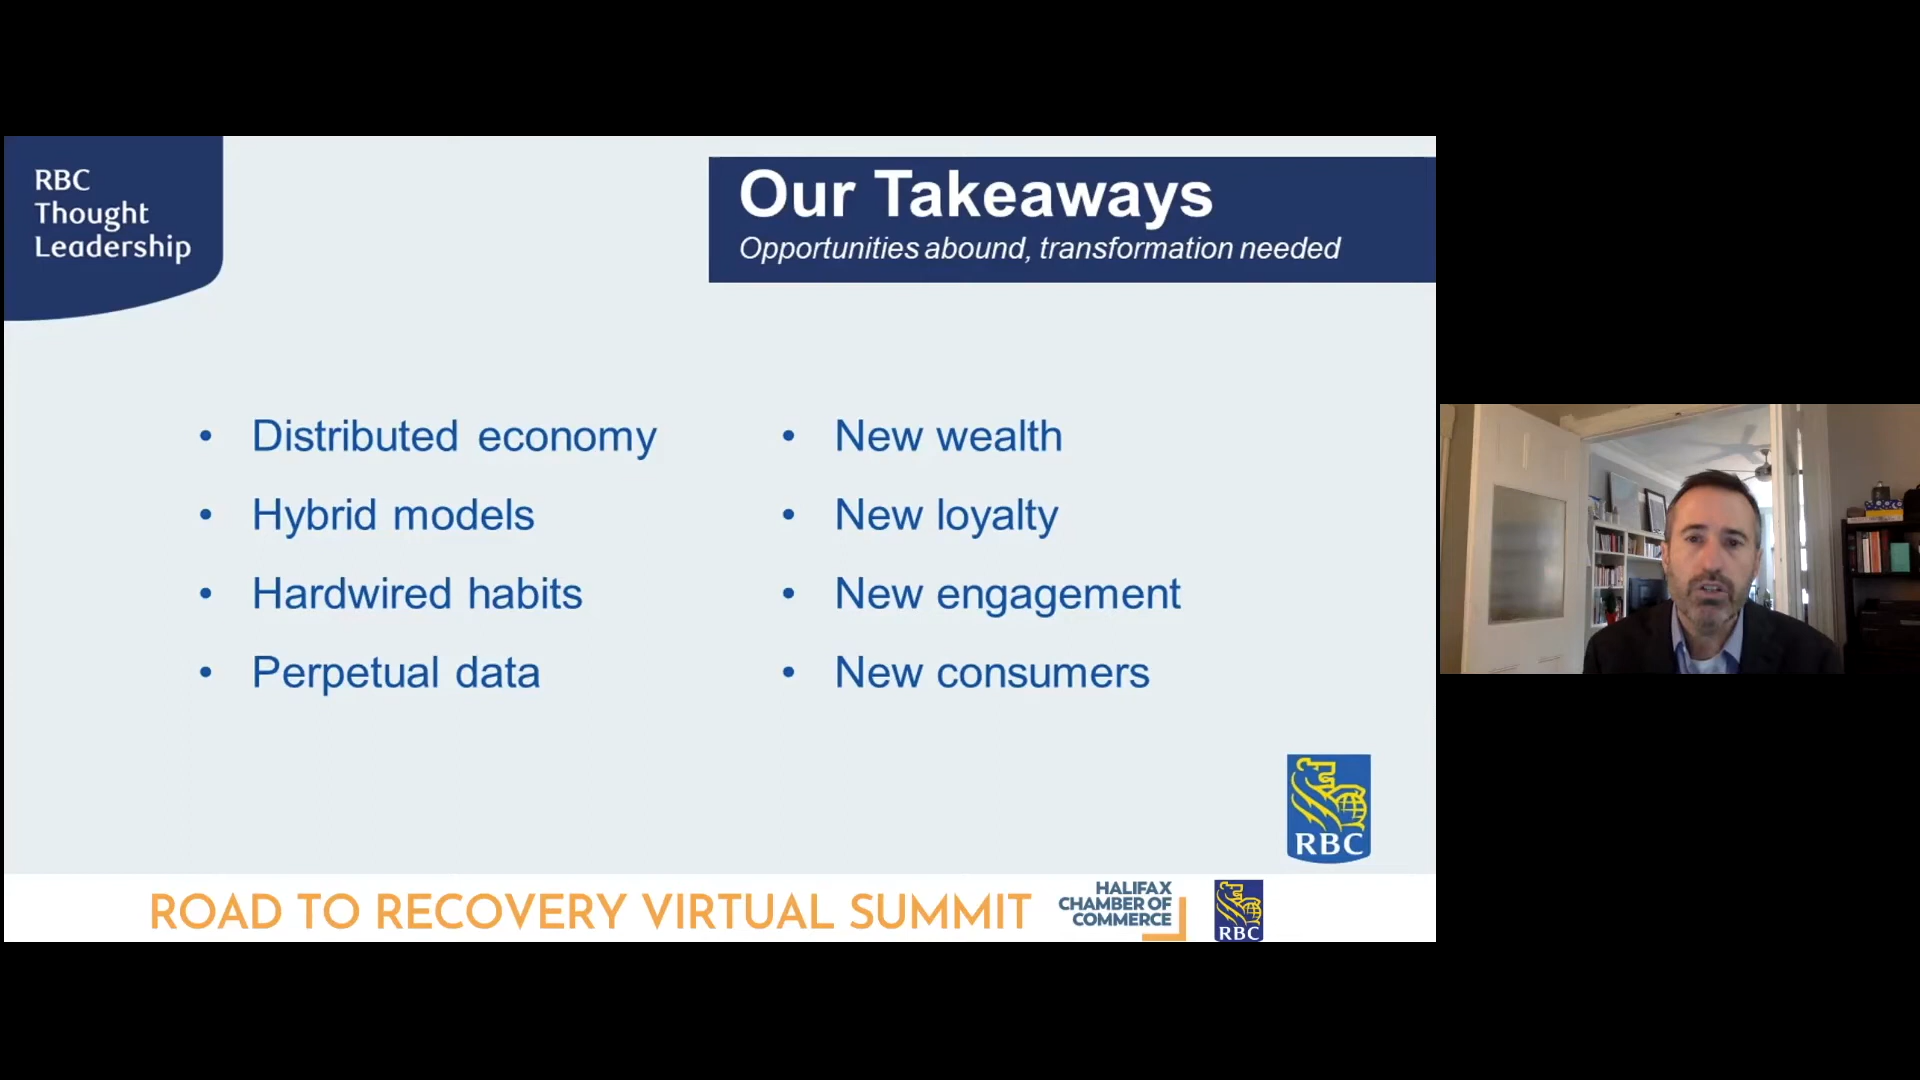 RBC
Thought
Leadership
Our Takeaways
Opportunities abound, transformation needed
• Distributed economy
• Hybrid models
• Hardwired habits
• Perpetual data
• New wealth
• New loyalty
• New engagement
• New consumers
RBC
ROAD TO RECOVERY VIRTUAL SUMMIT
HALIFAX
CHAMBER OF
COMMERCE
RBC